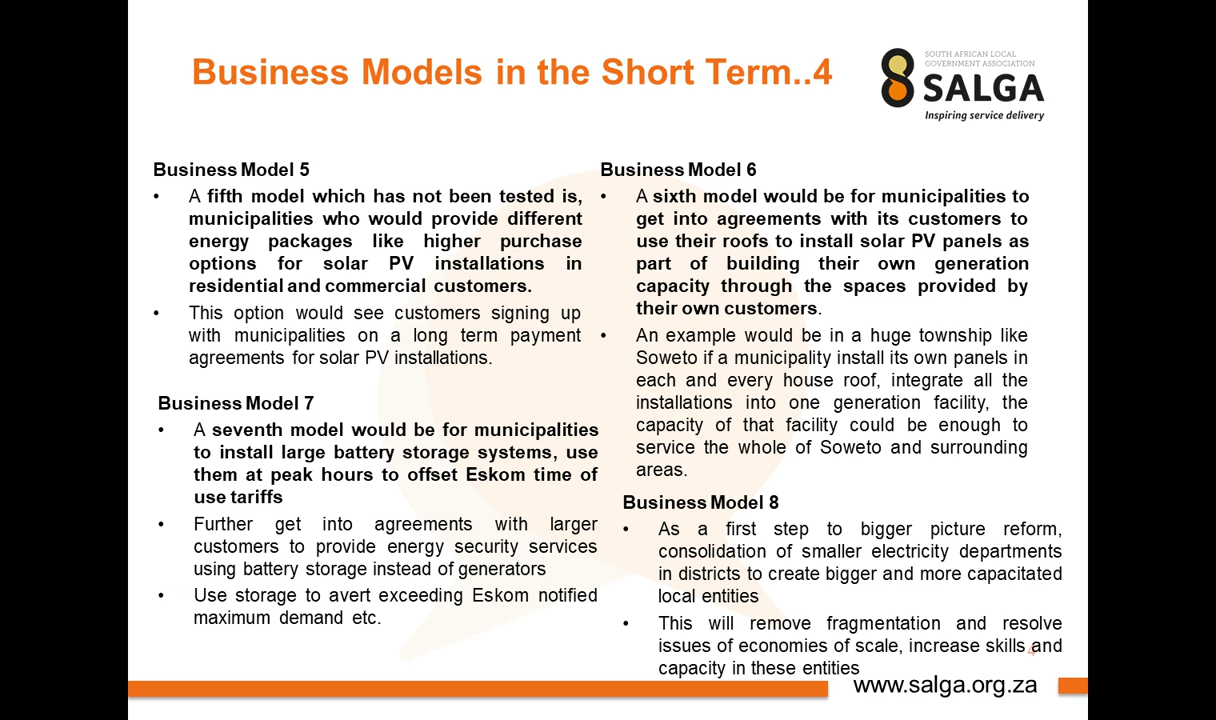 Business Models in the Short Term..4
SOUTH AFRICAN LOCAL
GOVERNMENT ASSOCIATION
SALGA
Inspiring service delivery
Business Model 5
• A fifth model which has not been tested is,
municipalities who would provide different
energy packages like higher purchase
options for solar PV installations in
residential and commercial customers.
• This option would see customers signing up
with municipalities on a long term payment
agreements for solar PV installations.
Business Model 7
• A seventh model would be for municipalities
to install large battery storage systems, use
them at peak hours to offset Eskom time of
use tariffs
• Further get into agreements with larger
customers to provide energy security services
using battery storage instead of generators
• Use storage to avert exceeding Eskom notified
maximum demand etc.
Business Model 6
• A sixth model would be for municipalities to
get into agreements with its customers to
use their roofs to install solar PV panels as
part of building their own generation
capacity through the spaces provided by
their own customers.
• An example would be in a huge township like
Soweto if a municipality install its own panels in
each and every house roof, integrate all the
installations into one generation facility, the
capacity of that facility could be enough to
service the whole of Soweto and surrounding
areas.
Business Model 8
• As a first step to bigger picture reform,
consolidation of smaller electricity departments
in districts to create bigger and more capacitated
local entities
• This will remove fragmentation and resolve
issues of economies of scale, increase skills and
capacity in these entities
4
www.salga.org.za